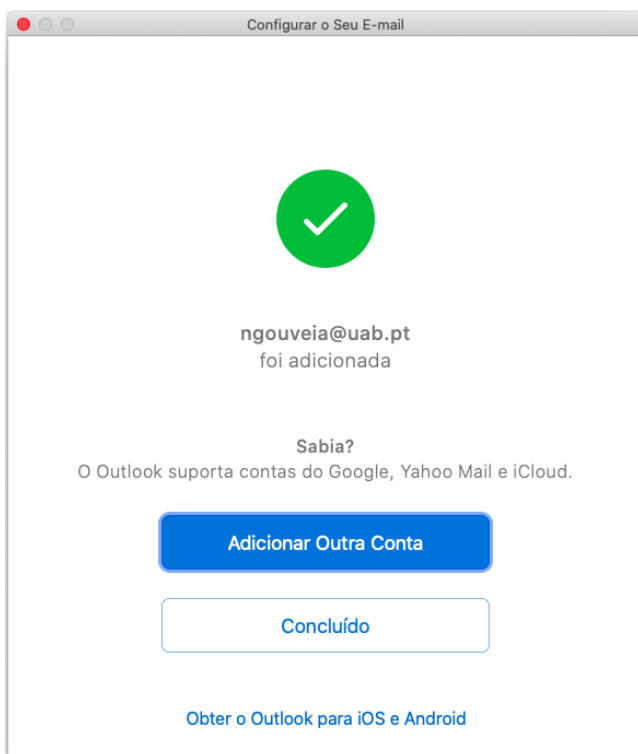 Configurar o Seu E-mail
ngouveia@uab.pt
foi adicionada
Sabia?
O Outlook suporta contas do Google, Yahoo Mail e iCloud.
Adicionar Outra Conta
Concluído
Obter o Outlook para iOS e Android